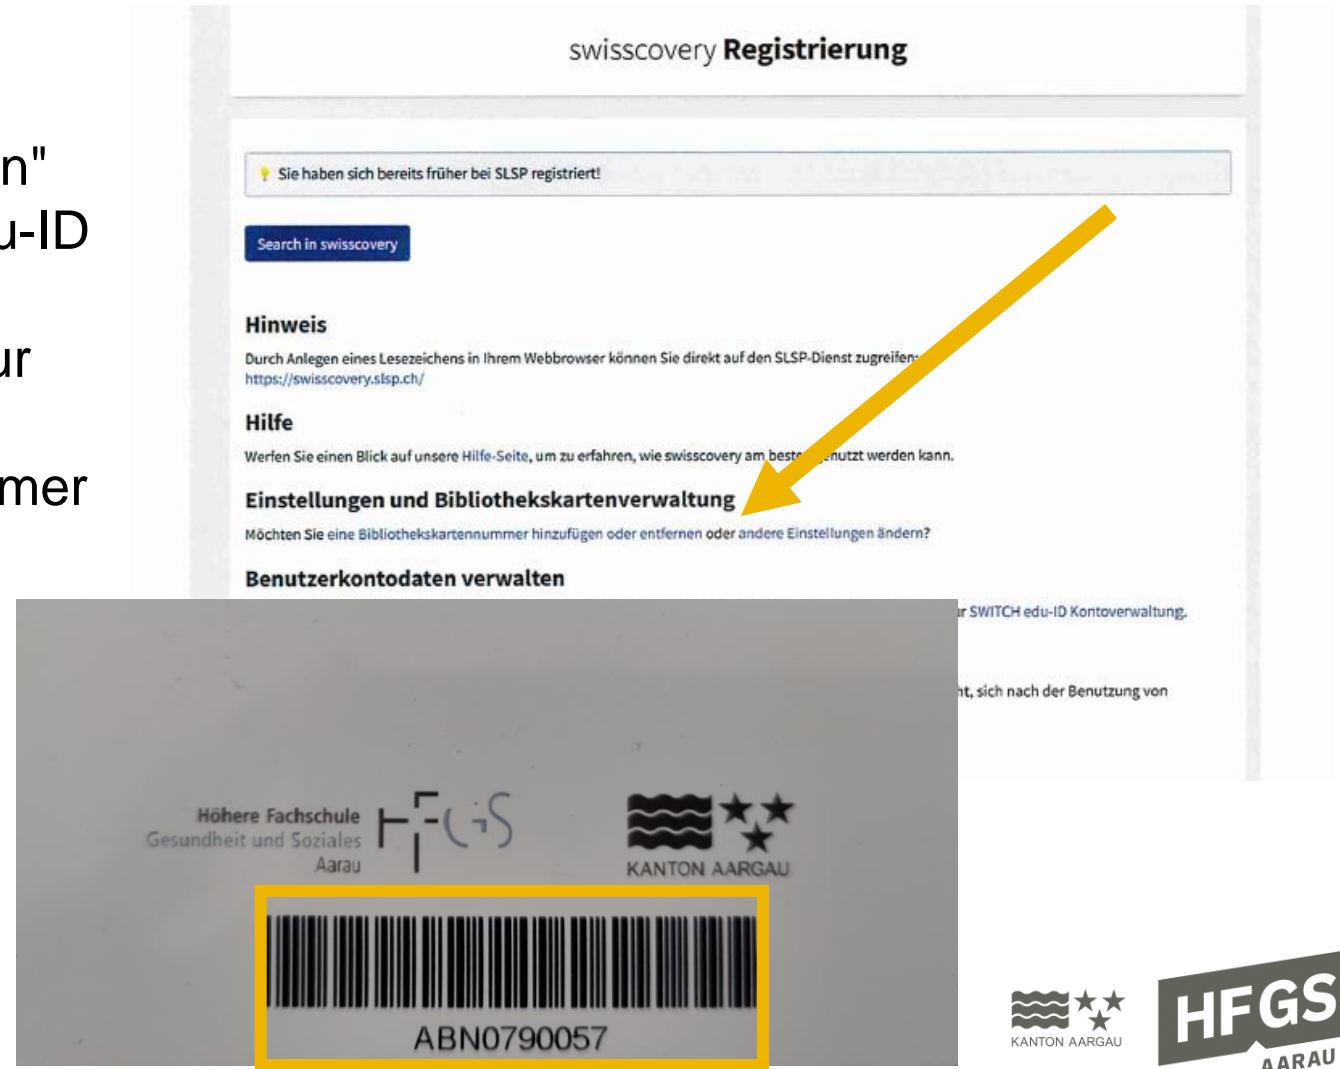 swisscovery Registrierung
n"
u-ID
ur
mer
Sie haben sich bereits früher bei SLSP registriert!
Search in swisscovery
Hinweis
Durch Anlegen eines Lesezeichens in Ihrem Webbrowser können Sie direkt auf den SLSP-Dienst zugreifen:
https://swisscovery.slsp.ch/
Hilfe
Werfen Sie einen Blick auf unsere Hilfe-Seite, um zu erfahren, wie swisscovery am besten genutzt werden kann.
Einstellungen und Bibliothekskartenverwaltung
Möchten Sie eine Bibliothekskartennummer hinzufügen oder entfernen oder andere Einstellungen ändern?
Benutzerkontodaten verwalten
r SWITCH edu-ID Kontoverwaltung.
ht, sich nach der Benutzung von
Höhere Fachschule
Gesundheit und Soziales
Aarau
HFGS
KANTON AARGAU
ABN0790057
KANTON AARGAU
HFGS
AARAU